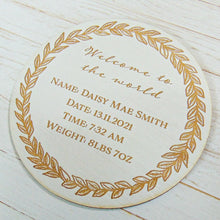 Welcome to
the world
Name: Daisy Mae Smith
Date: 13.11.2021
Time: 7:32 am
Weight: 8lbs 7oz